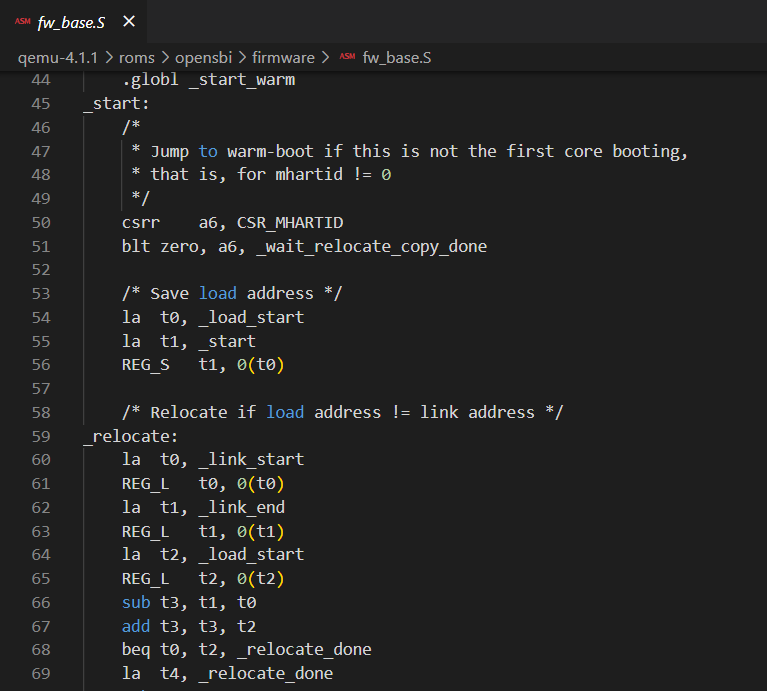 ASM fw_base.S ×
qemu-4.1.1 > roms > opensbi > firmware > ASM fw_base.S
44 .globl _start_warm
45 _start:
46 /*
47 * Jump to warm-boot if this is not the first core booting,
48 * that is, for mhartid != 0
49 */
50 csrr a6, CSR_MHARTID
51 blt zero, a6, _wait_relocate_copy_done
52
53 /* Save load address */
54 la t0, _load_start
55 la t1, _start
56 REG_S t1, 0(t0)
57
58 /* Relocate if load address != link address */
59 _relocate:
60 la t0, _link_start
61 REG_L t0, 0(t0)
62 la t1, _link_end
63 REG_L t1, 0(t1)
64 la t2, _load_start
65 REG_L t2, 0(t2)
66 sub t3, t1, t0
67 add t3, t3, t2
68 beq t0, t2, _relocate_done
69 la t4, _relocate_done